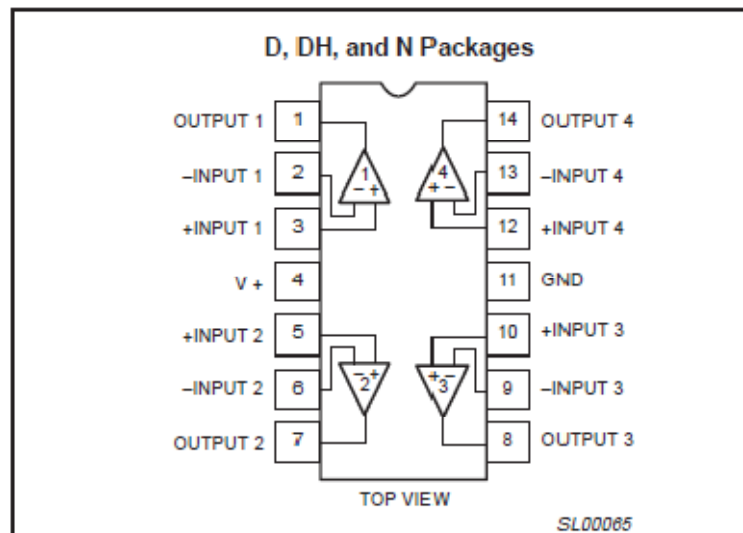 D, DH, and N Packages
OUTPUT 1 1 14 OUTPUT 4
–INPUT 1 2 13 –INPUT 4
1 4
– + + –
+INPUT 1 3 12 +INPUT 4
V + 4 11 GND
+INPUT 2 5 10 +INPUT 3
– + + –
2 3
–INPUT 2 6 9 –INPUT 3
OUTPUT 2 7 8 OUTPUT 3
TOP VIEW
SL00065